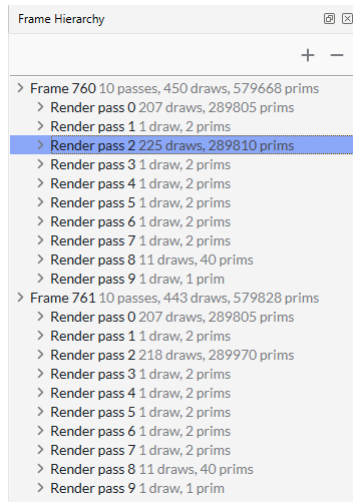 Frame Hierarchy
+ −
Frame 760 10 passes, 450 draws, 579668 prims
Render pass 0 207 draws, 289805 prims
Render pass 1 1 draw, 2 prims
Render pass 2 225 draws, 289810 prims
Render pass 3 1 draw, 2 prims
Render pass 4 1 draw, 2 prims
Render pass 5 1 draw, 2 prims
Render pass 6 1 draw, 2 prims
Render pass 7 1 draw, 2 prims
Render pass 8 11 draws, 40 prims
Render pass 9 1 draw, 1 prim
Frame 761 10 passes, 443 draws, 579828 prims
Render pass 0 207 draws, 289805 prims
Render pass 1 1 draw, 2 prims
Render pass 2 218 draws, 289970 prims
Render pass 3 1 draw, 2 prims
Render pass 4 1 draw, 2 prims
Render pass 5 1 draw, 2 prims
Render pass 6 1 draw, 2 prims
Render pass 7 1 draw, 2 prims
Render pass 8 11 draws, 40 prims
Render pass 9 1 draw, 1 prim